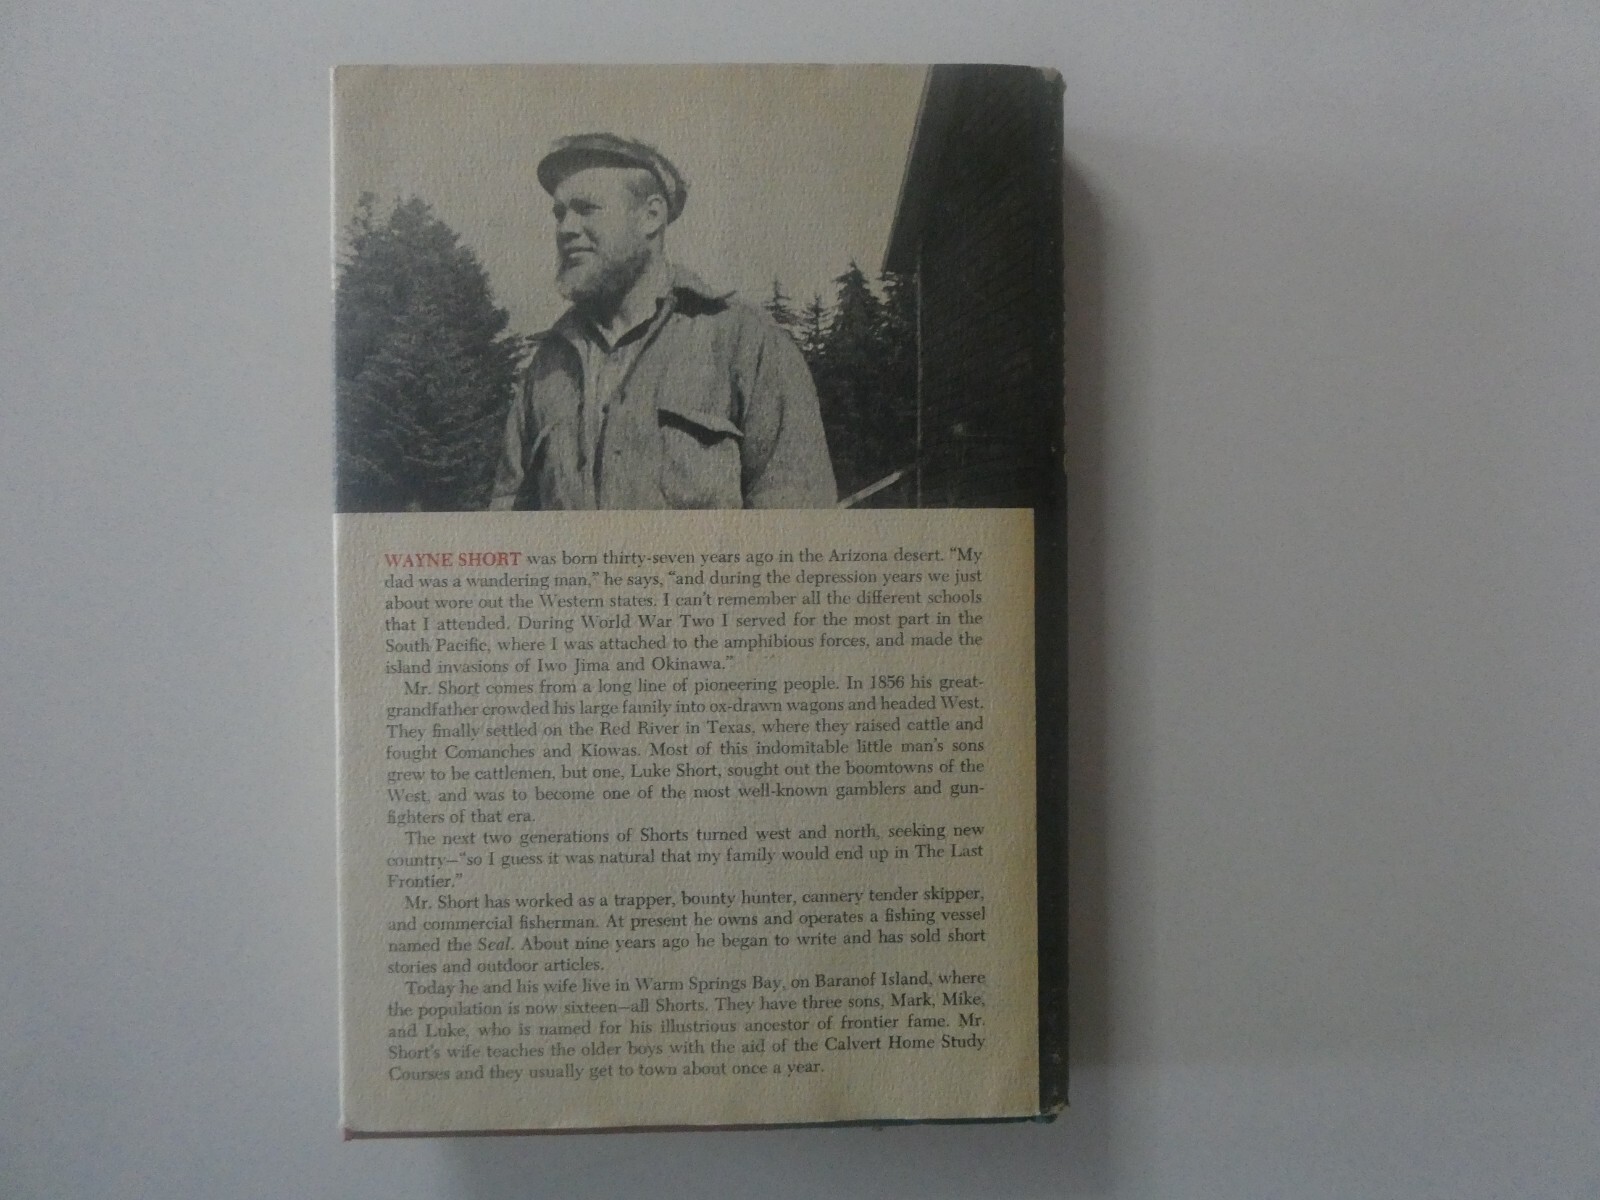 WAYNE SHORT was born thirty-seven years ago in the Arizona desert. "My
dad was a wandering man," he says, "and during the depression years we just
about wore out the Western states. I can't remember all the different schools
that I attended. During World War Two I served for the most part in the
South Pacific, where I was attached to the amphibious forces, and made the
island invasions of Iwo Jima and Okinawa."
Mr. Short comes from a long line of pioneering people. In 1856 his great-
grandfather crowded his large family into ox-drawn wagons and headed West.
They finally settled on the Red River in Texas, where they raised cattle and
fought Comanches and Kiowas. Most of this indomitable little man's sons
grew to be cattlemen, but one, Luke Short, sought out the boomtowns of the
West, and was to become one of the most well-known gamblers and gun-
fighters of that era.
The next two generations of Shorts turned west and north, seeking new
country—"so I guess it was natural that my family would end up in The Last
Frontier."
Mr. Short has worked as a trapper, bounty hunter, cannery tender skipper,
and commercial fisherman. At present he owns and operates a fishing vessel
named the Seal. About nine years ago he began to write and has sold short
stories and outdoor articles.
Today he and his wife live in Warm Springs Bay, on Baranof Island, where
the population is now sixteen—all Shorts. They have three sons, Mark, Mike,
and Luke, who is named for his illustrious ancestor of frontier fame. Mr.
Short's wife teaches the older boys with the aid of the Calvert Home Study
Courses and they usually get to town about once a year.